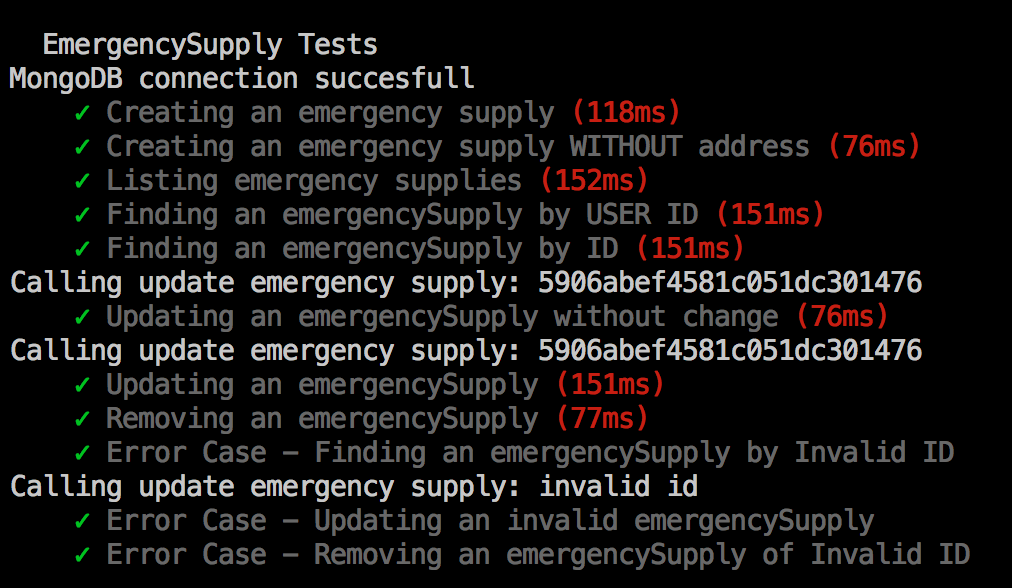 EmergencySupply Tests
MongoDB connection succesfull
✓ Creating an emergency supply (118ms)
✓ Creating an emergency supply WITHOUT address (76ms)
✓ Listing emergency supplies (152ms)
✓ Finding an emergencySupply by USER ID (151ms)
✓ Finding an emergencySupply by ID (151ms)
Calling update emergency supply: 5906abef4581c051dc301476
✓ Updating an emergencySupply without change (76ms)
Calling update emergency supply: 5906abef4581c051dc301476
✓ Updating an emergencySupply (151ms)
✓ Removing an emergencySupply (77ms)
✓ Error Case – Finding an emergencySupply by Invalid ID
Calling update emergency supply: invalid id
✓ Error Case – Updating an invalid emergencySupply
✓ Error Case – Removing an emergencySupply of Invalid ID